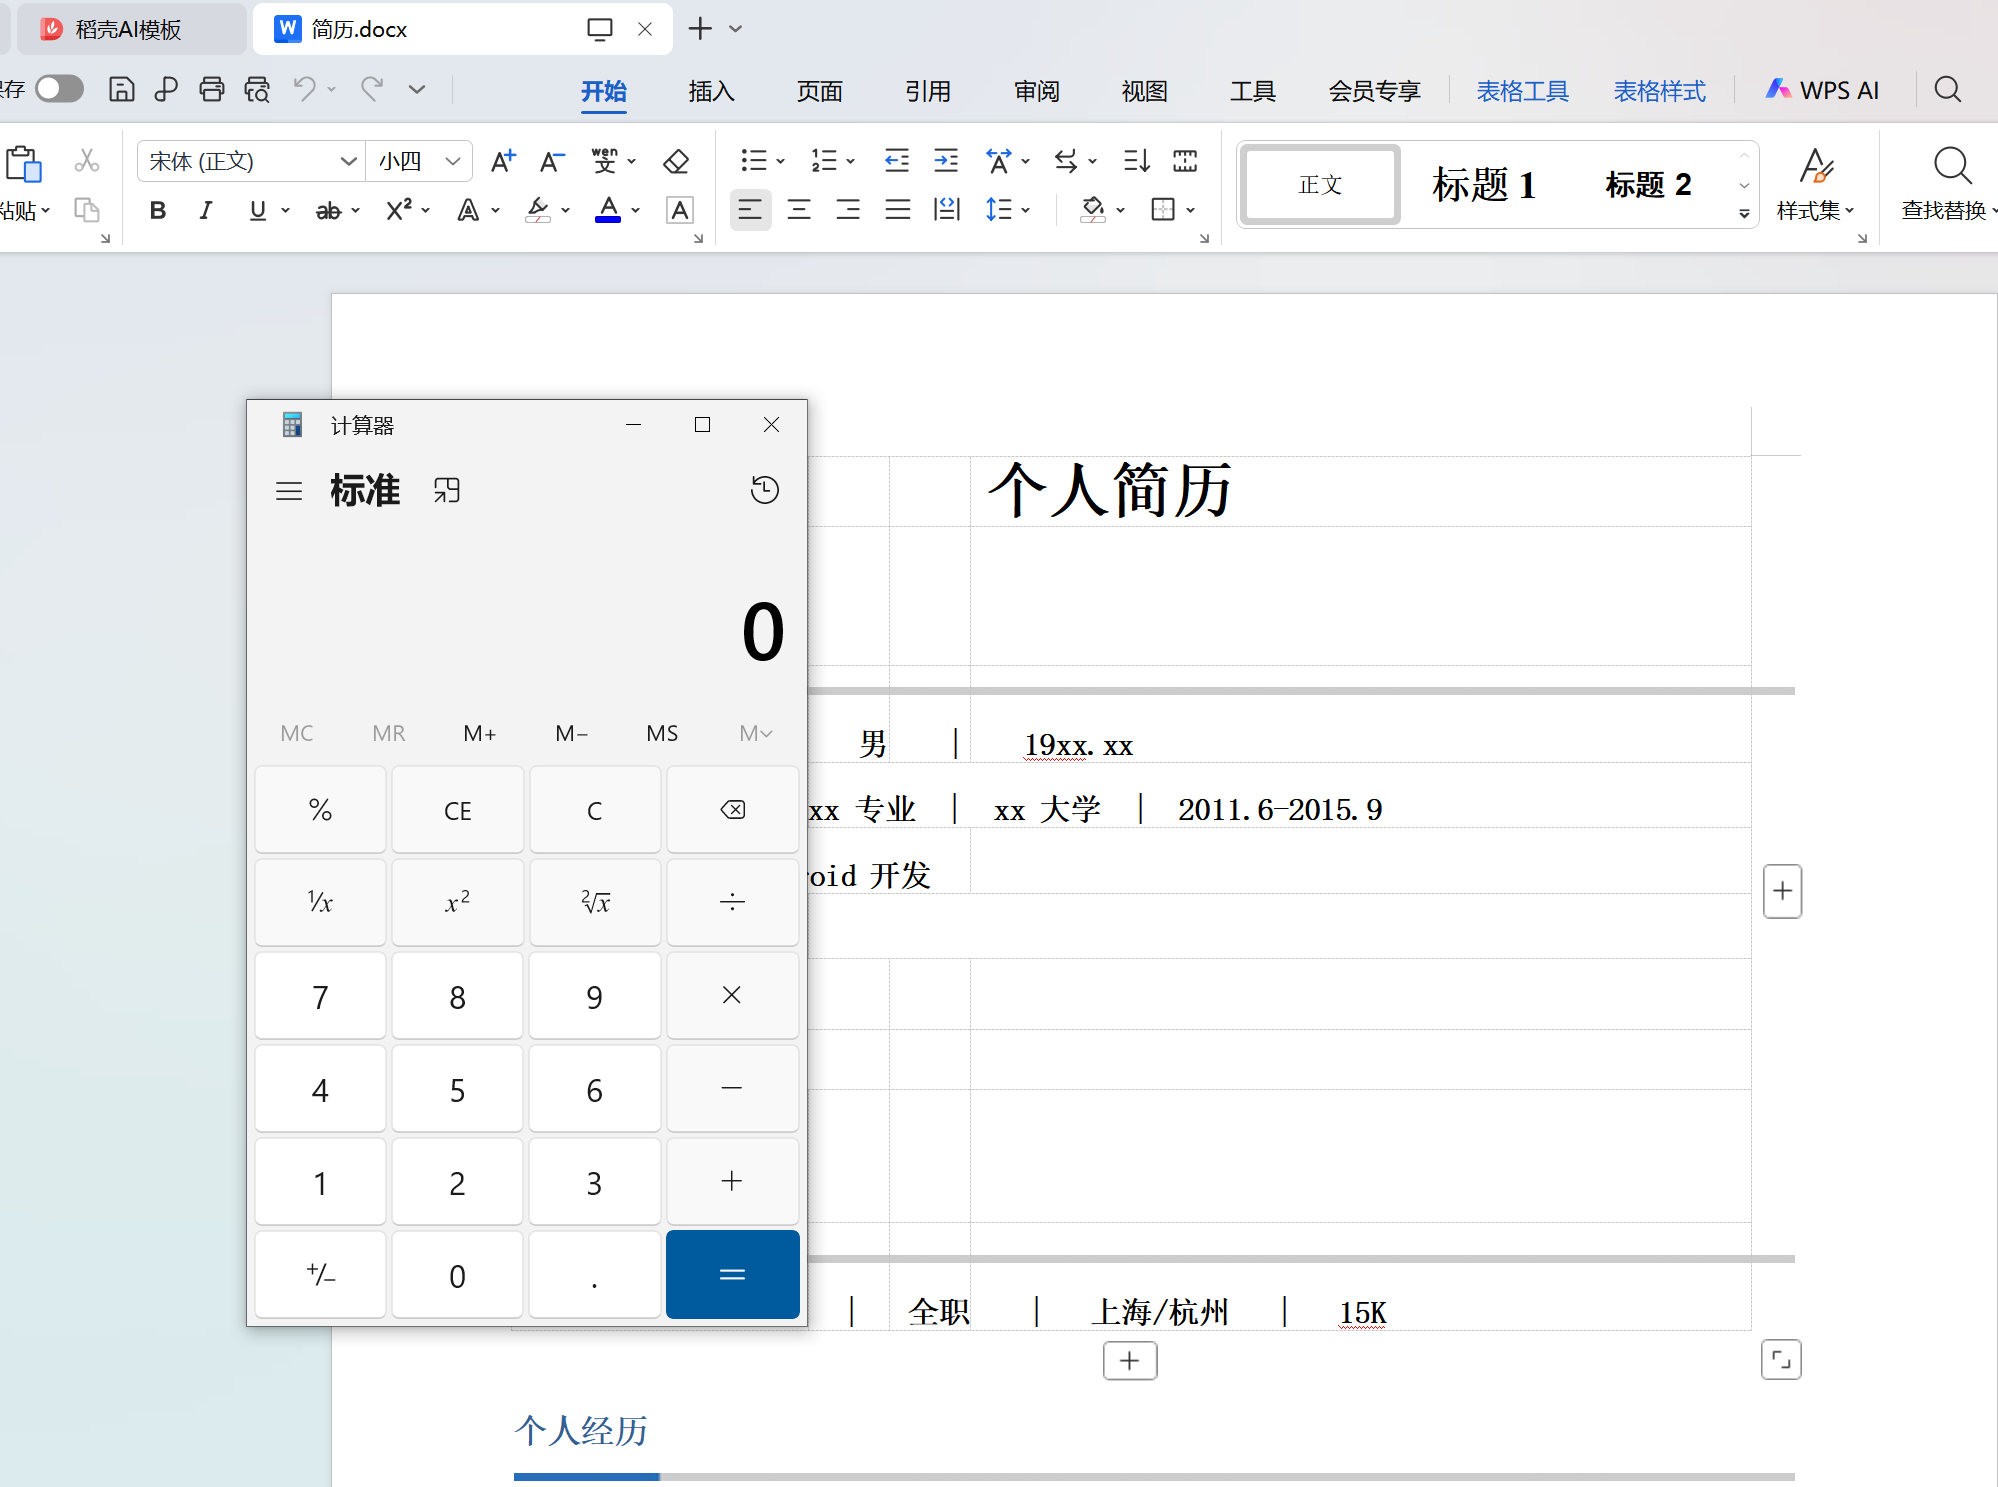 稻壳AI模板
简历.docx
存
开始 插入 页面 引用 审阅 视图 工具 会员专享 表格工具 表格样式 WPS AI
宋体 (正文) 小四
粘贴
正文 标题 1 标题 2 样式集 查找替换
计算器
标准
0
MC MR M+ M− MS M
% CE C
¹/x x² ²√x ÷
7 8 9 ×
4 5 6 −
1 2 3 +
+/− 0 . =
个人简历
男 | 19xx.xx
xx 专业 | xx 大学 | 2011.6-2015.9
oid 开发
| 全职 | 上海/杭州 | 15K
个人经历